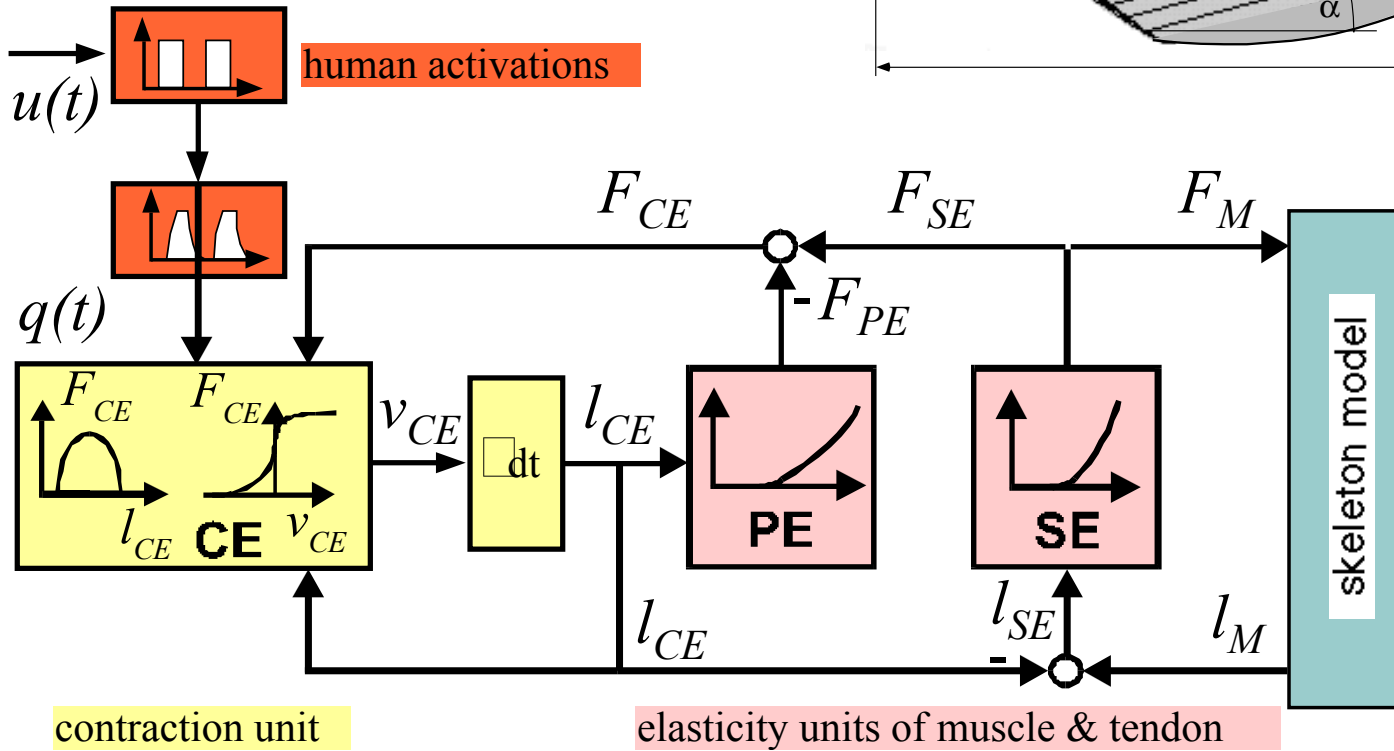 α
human activations
u(t)
F_CE
F_SE
F_M
-F_PE
q(t)
F_CE
F_CE
v_CE
l_CE
dt
l_CE
CE
v_CE
PE
SE
skeleton model
l_CE
l_SE
-
l_M
contraction unit
elasticity units of muscle & tendon